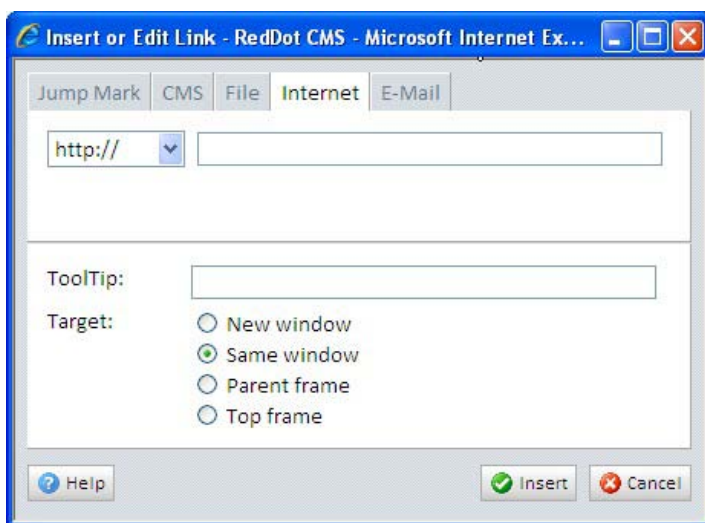 Insert or Edit Link - RedDot CMS - Microsoft Internet Ex...
Jump Mark CMS File Internet E-Mail
http://
ToolTip:
Target:
New window
Same window
Parent frame
Top frame
Help Insert Cancel